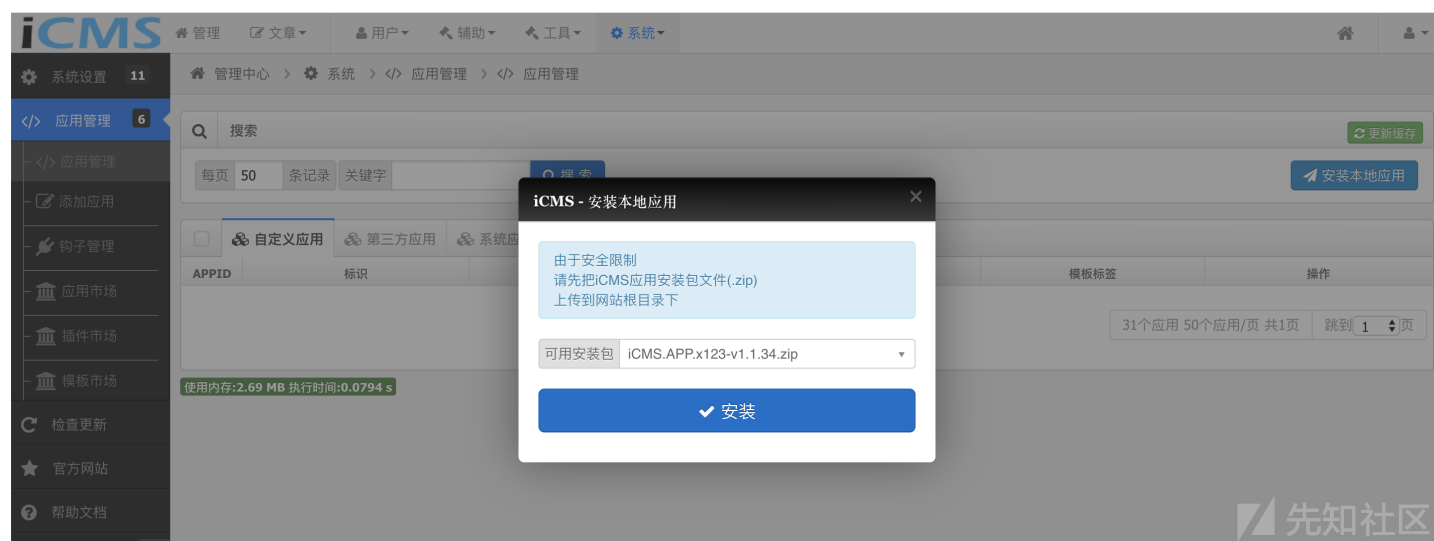 iCMS
管理
文章
用户
辅助
工具
系统
系统设置 11
管理中心 > 系统 > </> 应用管理 > </> 应用管理
</> 应用管理 6
</> 应用管理
添加应用
钩子管理
应用市场
插件市场
模板市场
检查更新
官方网站
帮助文档
搜索
更新缓存
每页 50 条记录 关键字
搜 索
安装本地应用
自定义应用
第三方应用
系统应
APPID
标识
模板标签
操作
31个应用 50个应用/页 共1页
跳到 1 页
使用内存:2.69 MB 执行时间:0.0794 s
iCMS - 安装本地应用
×
由于安全限制
请先把iCMS应用安装包文件(.zip)
上传到网站根目录下
可用安装包 iCMS.APP.x123-v1.1.34.zip
安装
先知社区